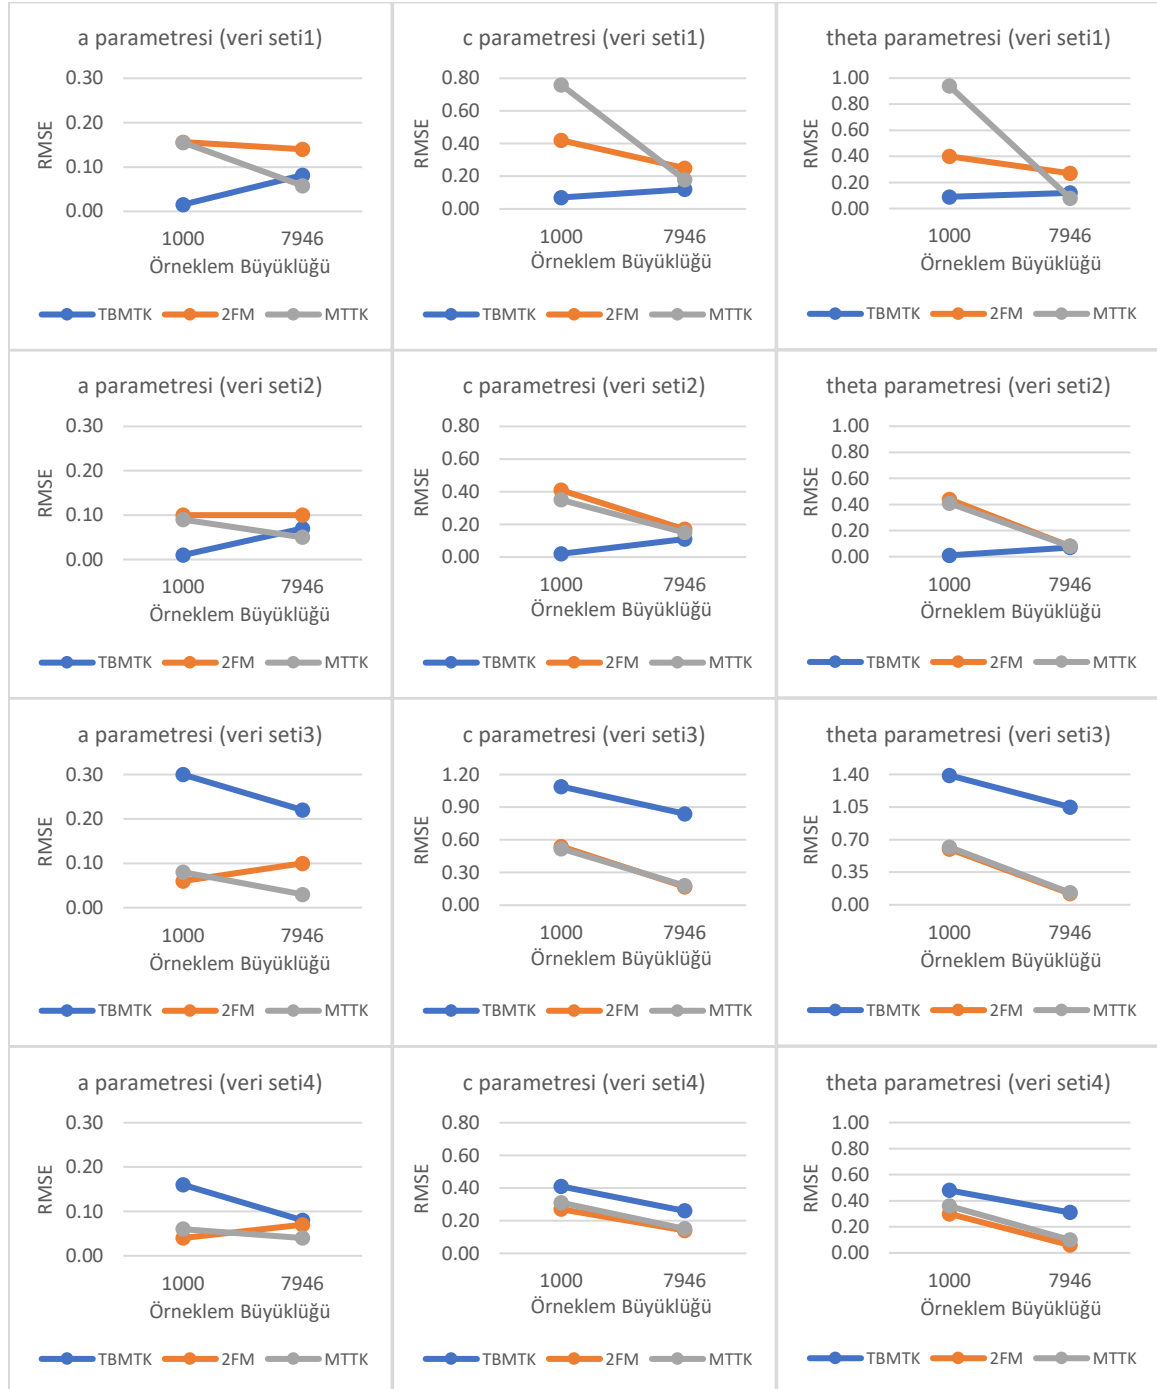 a parametresi (veri seti1)
0.30
0.20
0.10
0.00
RMSE
1000 7946
Örneklem Büyüklüğü
TBMTK 2FM MTTK
c parametresi (veri seti1)
0.80
0.60
0.40
0.20
0.00
RMSE
1000 7946
Örneklem Büyüklüğü
TBMTK 2FM MTTK
theta parametresi (veri seti1)
1.00
0.80
0.60
0.40
0.20
0.00
RMSE
1000 7946
Örneklem Büyüklüğü
TBMTK 2FM MTTK
a parametresi (veri seti2)
0.30
0.20
0.10
0.00
RMSE
1000 7946
Örneklem Büyüklüğü
TBMTK 2FM MTTK
c parametresi (veri seti2)
0.80
0.60
0.40
0.20
0.00
RMSE
1000 7946
Örneklem Büyüklüğü
TBMTK 2FM MTTK
theta parametresi (veri seti2)
1.00
0.80
0.60
0.40
0.20
0.00
RMSE
1000 7946
Örneklem Büyüklüğü
TBMTK 2FM MTTK
a parametresi (veri seti3)
0.30
0.20
0.10
0.00
RMSE
1000 7946
Örneklem Büyüklüğü
TBMTK 2FM MTTK
c parametresi (veri seti3)
1.20
0.90
0.60
0.30
0.00
RMSE
1000 7946
Örneklem Büyüklüğü
TBMTK 2FM MTTK
theta parametresi (veri seti3)
1.40
1.05
0.70
0.35
0.00
RMSE
1000 7946
Örneklem Büyüklüğü
TBMTK 2FM MTTK
a parametresi (veri seti4)
0.30
0.20
0.10
0.00
RMSE
1000 7946
Örneklem Büyüklüğü
TBMTK 2FM MTTK
c parametresi (veri seti4)
0.80
0.60
0.40
0.20
0.00
RMSE
1000 7946
Örneklem Büyüklüğü
TBMTK 2FM MTTK
theta parametresi (veri seti4)
1.00
0.80
0.60
0.40
0.20
0.00
RMSE
1000 7946
Örneklem Büyüklüğü
TBMTK 2FM MTTK